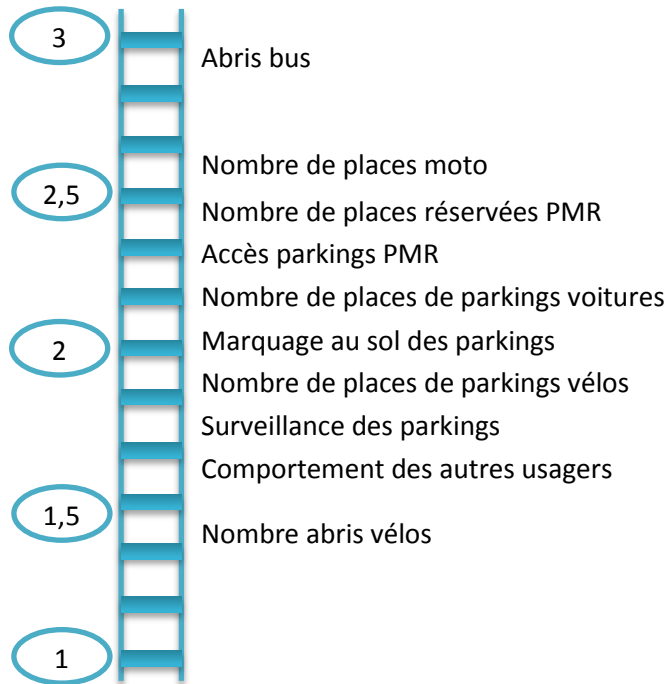 3
Abris bus
Nombre de places moto
2,5
Nombre de places réservées PMR
Accès parkings PMR
Nombre de places de parkings voitures
2
Marquage au sol des parkings
Nombre de places de parkings vélos
Surveillance des parkings
Comportement des autres usagers
1,5
Nombre abris vélos
1